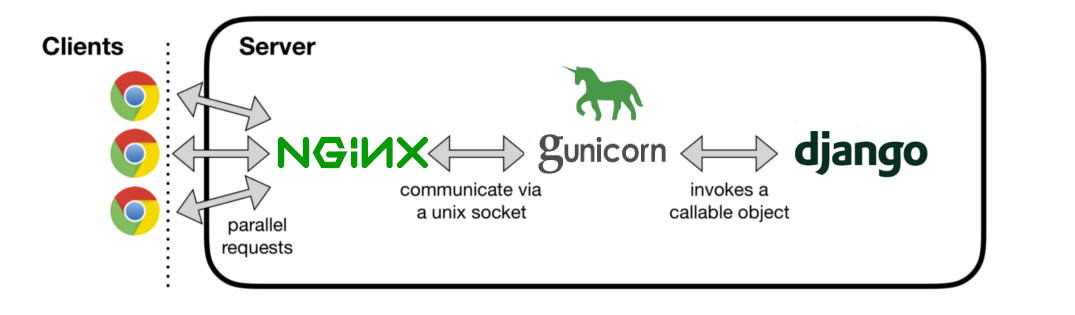 Clients
Server
NGINX
gunicorn
django
communicate via
a unix socket
invokes a
callable object
parallel
requests